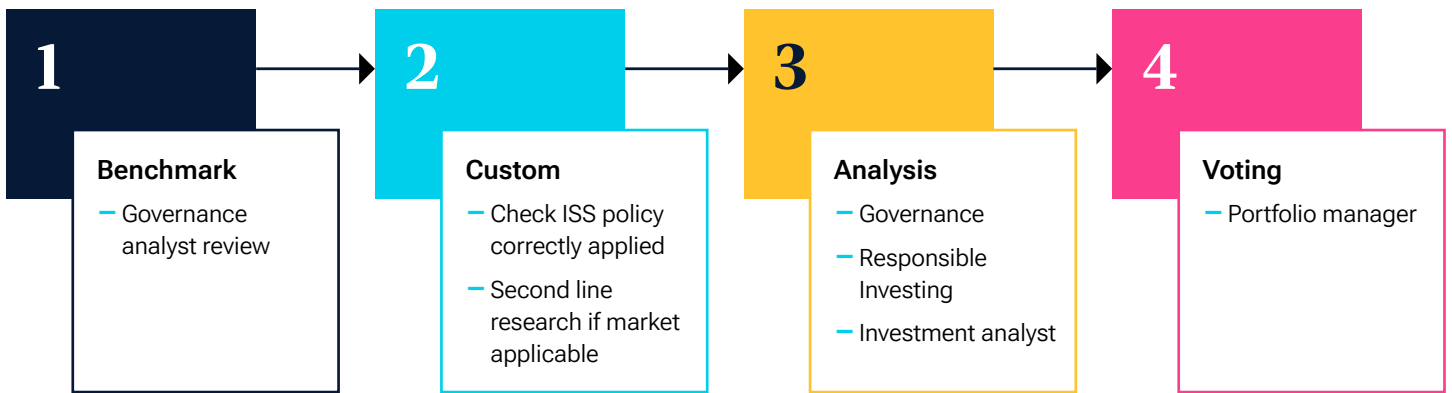 1
Benchmark
– Governance
analyst review
2
Custom
– Check ISS policy
correctly applied
– Second line
research if market
applicable
3
Analysis
– Governance
– Responsible
Investing
– Investment analyst
4
Voting
– Portfolio manager